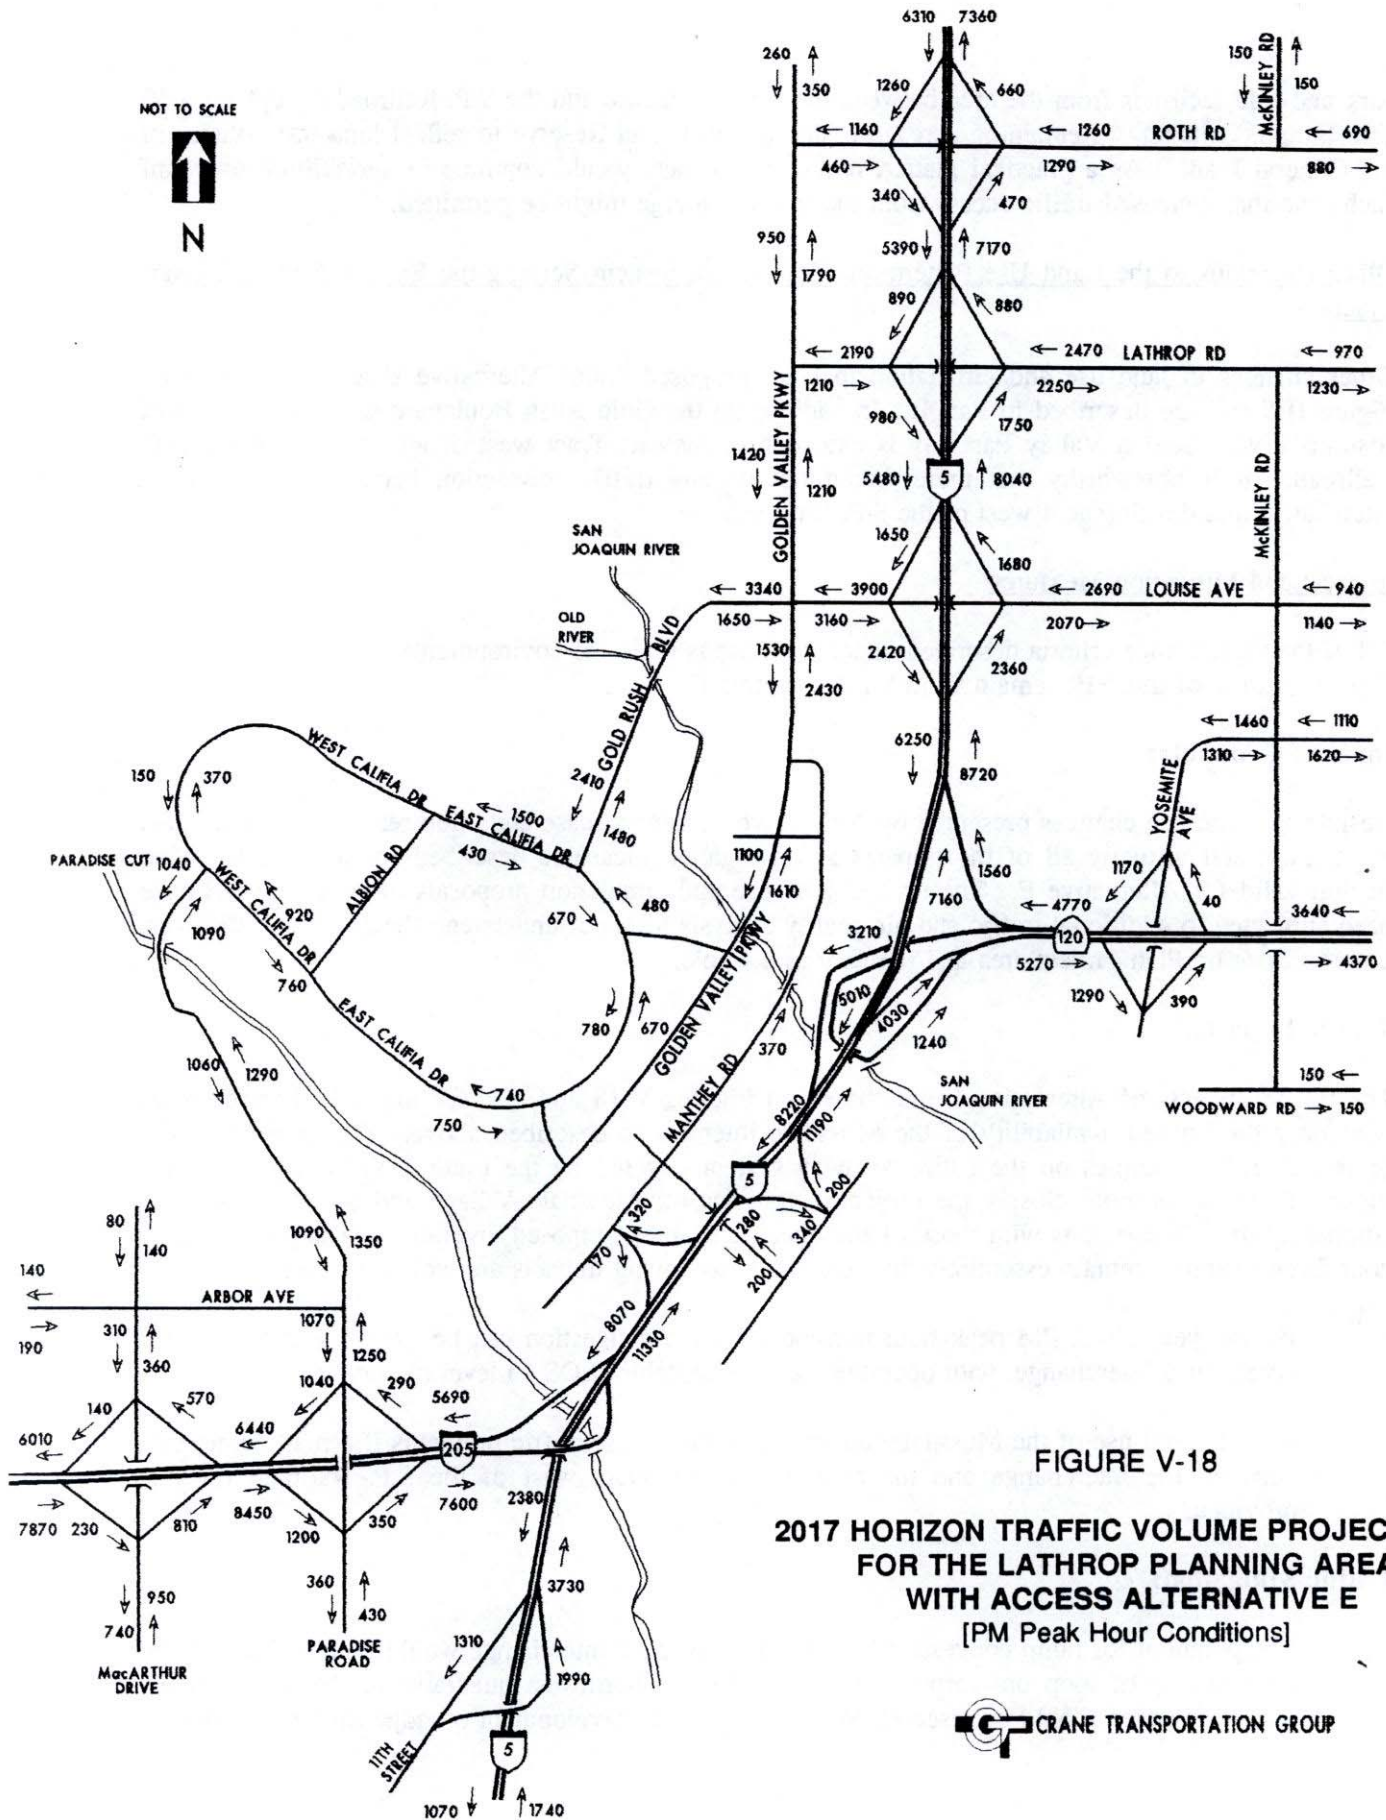 6310 7360
260 350
1260 660
150 150
McKINLEY RD
NOT TO SCALE
N
1160 1260 ROTH RD 690
460 1290 880
340 470
950 1790
5390 7170
890 880
2190 2470 LATHROP RD 970
1210 2250 1230
980 1750
GOLDEN VALLEY PKWY
1420 1210
5480 5 8040
McKINLEY RD
SAN
JOAQUIN RIVER
1650 1680
3340 3900 2690 LOUISE AVE 940
1650 3160 2070 1140
OLD
RIVER
GOLD RUSH BLVD
1530 2430
2420 2360
1460 1110
1310 1620
6250 8720
YOSEMITE
AVE
WEST CALIFIA DR
150 370
2410 1480
1500
EAST CALIFIA DR
430
PARADISE CUT
1040
ALBION RD
1100 1610
1560
1170 40
WEST CALIFIA DR
920
1090
480
670
7160
4770 3640
3210 120
5270 4370
760
5010
4030
1290 390
EAST CALIFIA DR
780 670
GOLDEN VALLEY PKWY
MANTHEY RD
370
1240
1060 1290
740
750
SAN
JOAQUIN RIVER
150
WOODWARD RD 150
8220 11190
5
200
340
280
200
320
170
80 140
1090 1350
140
ARBOR AVE
190
310 360
1070 1250
8070 11330
1040 290
5690
140 570
6010 6440
205
7870 230 810 8450 1200 350 7600
2380
FIGURE V-18
2017 HORIZON TRAFFIC VOLUME PROJEC
FOR THE LATHROP PLANNING AREA
WITH ACCESS ALTERNATIVE E
[PM Peak Hour Conditions]
950
740
MacARTHUR
DRIVE
360 430
PARADISE
ROAD
3730
1310
1990
11TH
STREET
5
1070 1740
CRANE TRANSPORTATION GROUP